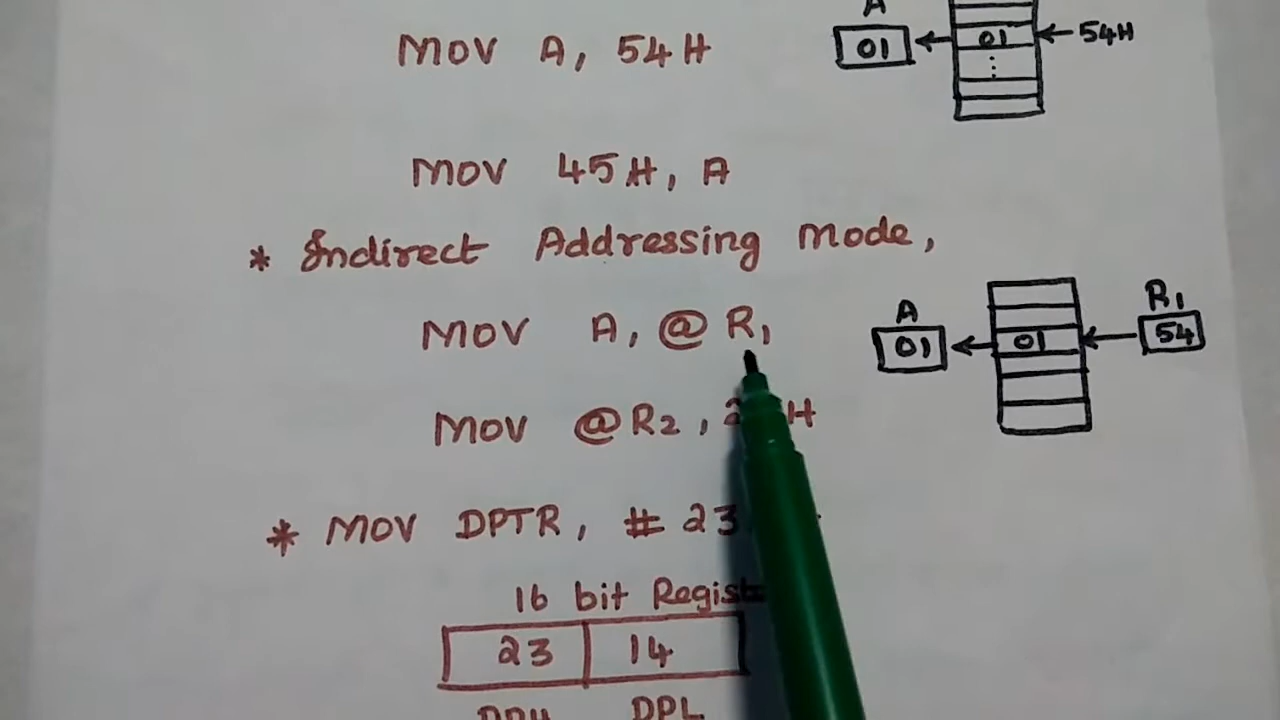 A
MOV A, 54H
01 01 54H
MOV 45H, A
* Indirect Addressing mode,
MOV A, @ R1
A 01 01 R1 54
MOV @R2, H
* MOV DPTR, # 23
16 bit
23 14
DPL